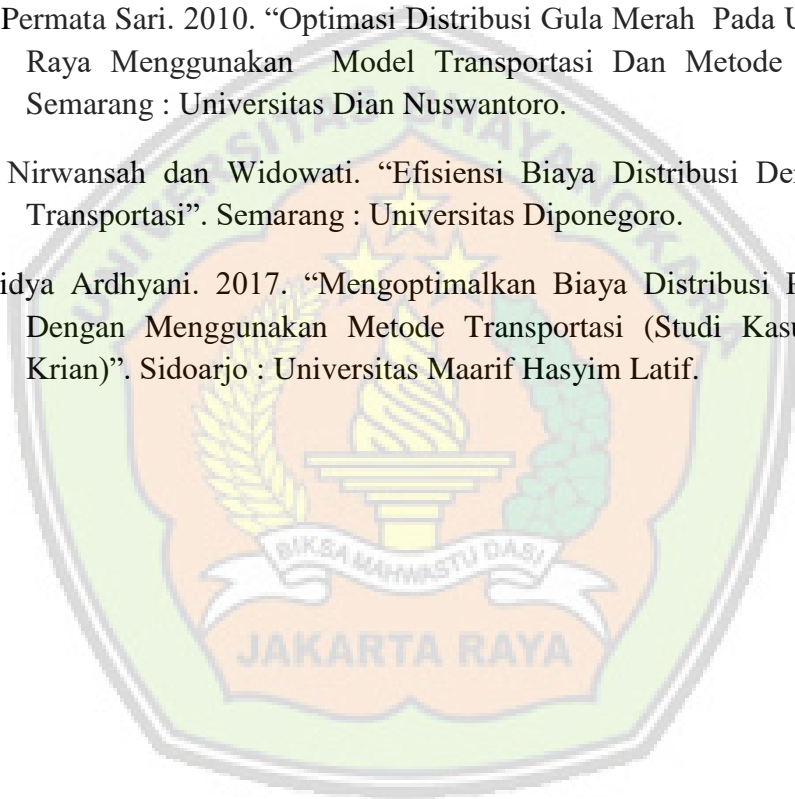 Permata Sari. 2010. “Optimasi Distribusi Gula Merah Pada U
Raya Menggunakan Model Transportasi Dan Metode
Semarang : Universitas Dian Nuswantoro.
Nirwansah dan Widowati. “Efisiensi Biaya Distribusi De
Transportasi”. Semarang : Universitas Diponegoro.
idya Ardhyani. 2017. “Mengoptimalkan Biaya Distribusi
Dengan Menggunakan Metode Transportasi (Studi Kasu
Krian)”. Sidoarjo : Universitas Maarif Hasyim Latif.
UNIVERSITAS BHAYANGKARA
BIKSA MAHWASTU DASI
JAKARTA RAYA